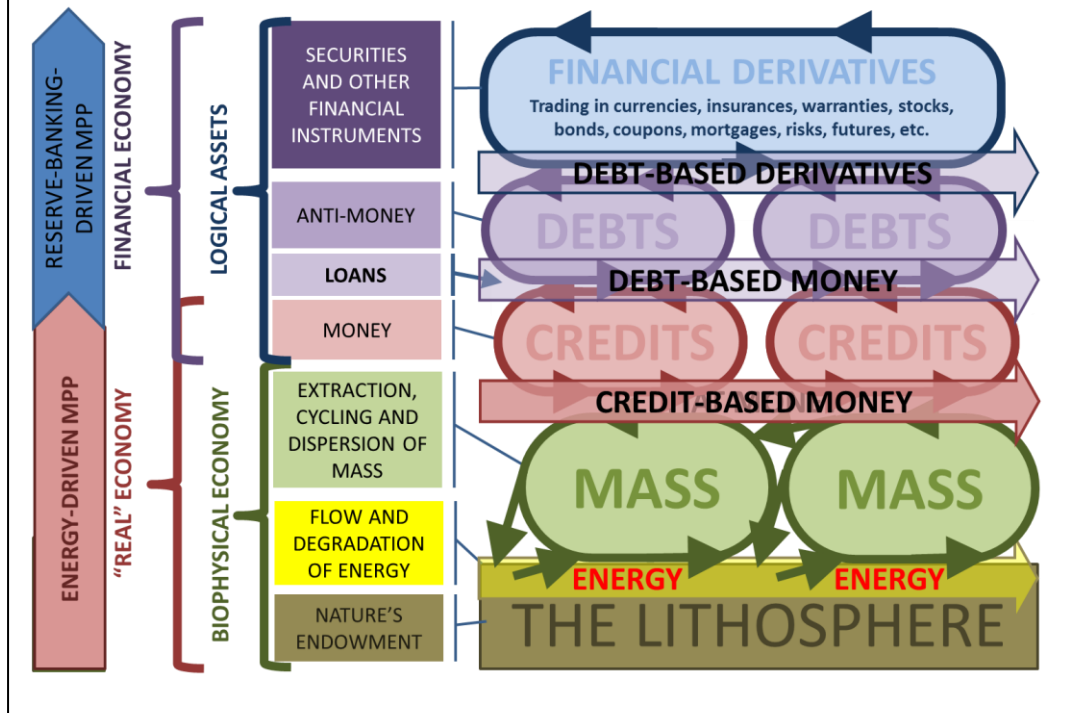 RESERVE-BANKING-
DRIVEN MPP
ENERGY-DRIVEN MPP
FINANCIAL ECONOMY
"REAL" ECONOMY
LOGICAL ASSETS
BIOPHYSICAL ECONOMY
SECURITIES
AND OTHER
FINANCIAL
INSTRUMENTS
ANTI-MONEY
LOANS
MONEY
EXTRACTION,
CYCLING AND
DISPERSION OF
MASS
FLOW AND
DEGRADATION
OF ENERGY
NATURE'S
ENDOWMENT
FINANCIAL DERIVATIVES
Trading in currencies, insurances, warranties, stocks,
bonds, coupons, mortgages, risks, futures, etc.
DEBT-BASED DERIVATIVES
DEBTS DEBTS
DEBT-BASED MONEY
CREDITS CREDITS
CREDIT-BASED MONEY
MASS MASS
ENERGY ENERGY
THE LITHOSPHERE